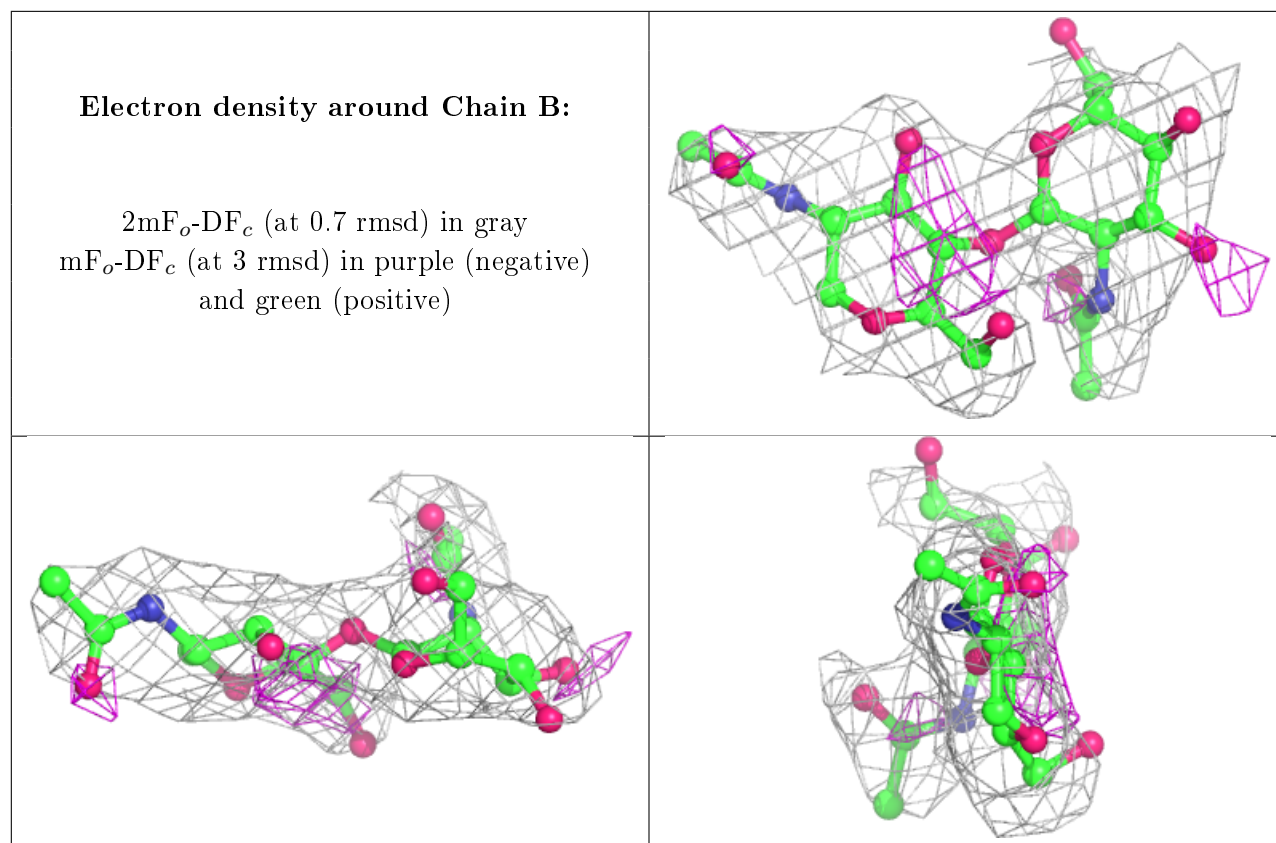 Electron density around Chain B:
2mFₒ-DF𝒸 (at 0.7 rmsd) in gray
mFₒ-DF𝒸 (at 3 rmsd) in purple (negative)
and green (positive)